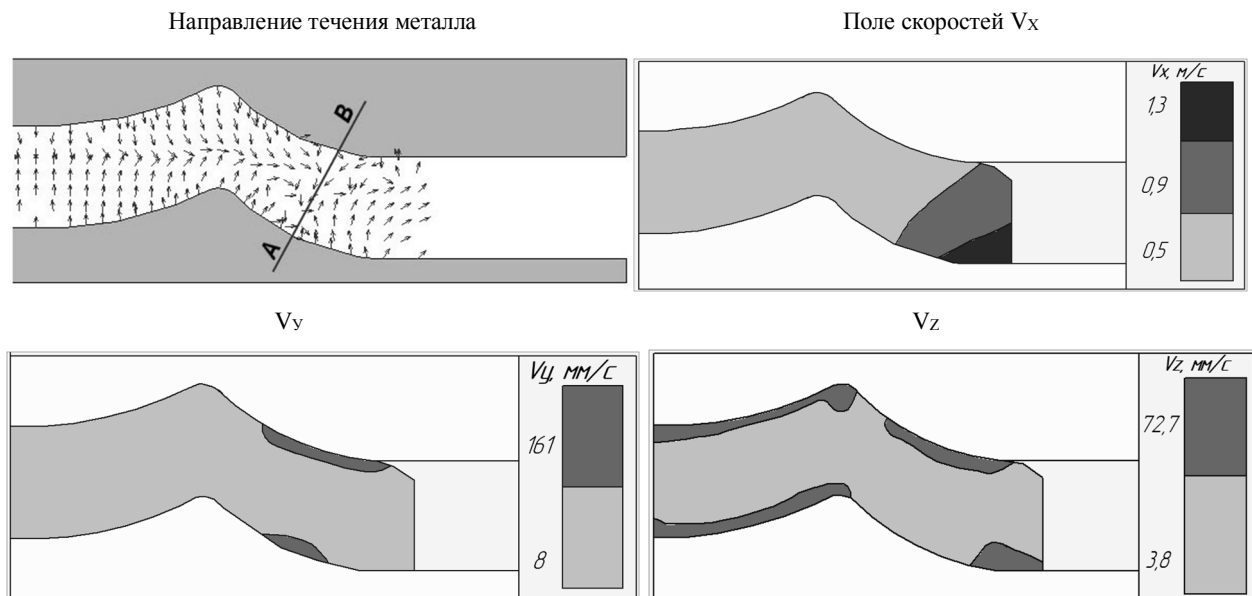 Направление течения металла
Поле скоростей VX
A
B
Vx, м/с
1,3
0,9
0,5
VУ
VZ
Vy, мм/с
161
8
Vz, мм/с
72,7
3,8